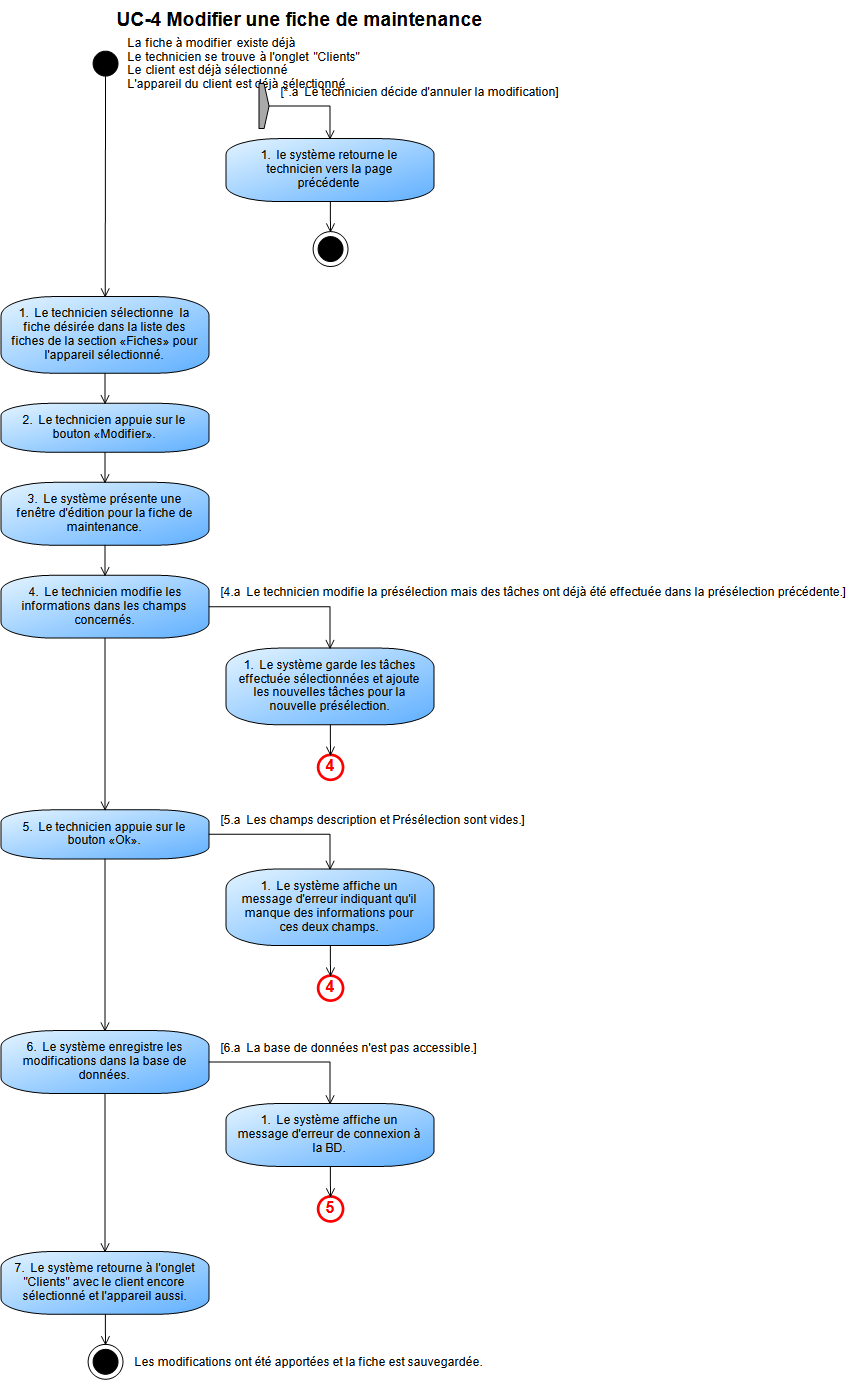 UC-4 Modifier une fiche de maintenance
La fiche à modifier existe déjà
Le technicien se trouve à l'onglet "Clients"
Le client est déjà sélectionné
L'appareil du client est déjà sélectionné
[*.a Le technicien décide d'annuler la modification]
1. le système retourne le
technicien vers la page
précédente
1. Le technicien sélectionne la
fiche désirée dans la liste des
fiches de la section «Fiches» pour
l'appareil sélectionné.
2. Le technicien appuie sur le
bouton «Modifier».
3. Le système présente une
fenêtre d'édition pour la fiche de
maintenance.
4. Le technicien modifie les
informations dans les champs
concernés.
[4.a Le technicien modifie la présélection mais des tâches ont déjà été effectuée dans la présélection précédente.]
1. Le système garde les tâches
effectuée sélectionnées et ajoute
les nouvelles tâches pour la
nouvelle présélection.
4
5. Le technicien appuie sur le
bouton «Ok».
[5.a Les champs description et Présélection sont vides.]
1. Le système affiche un
message d'erreur indiquant qu'il
manque des informations pour
ces deux champs.
4
6. Le système enregistre les
modifications dans la base de
données.
[6.a La base de données n'est pas accessible.]
1. Le système affiche un
message d'erreur de connexion à
la BD.
5
7. Le système retourne à l'onglet
"Clients" avec le client encore
sélectionné et l'appareil aussi.
Les modifications ont été apportées et la fiche est sauvegardée.